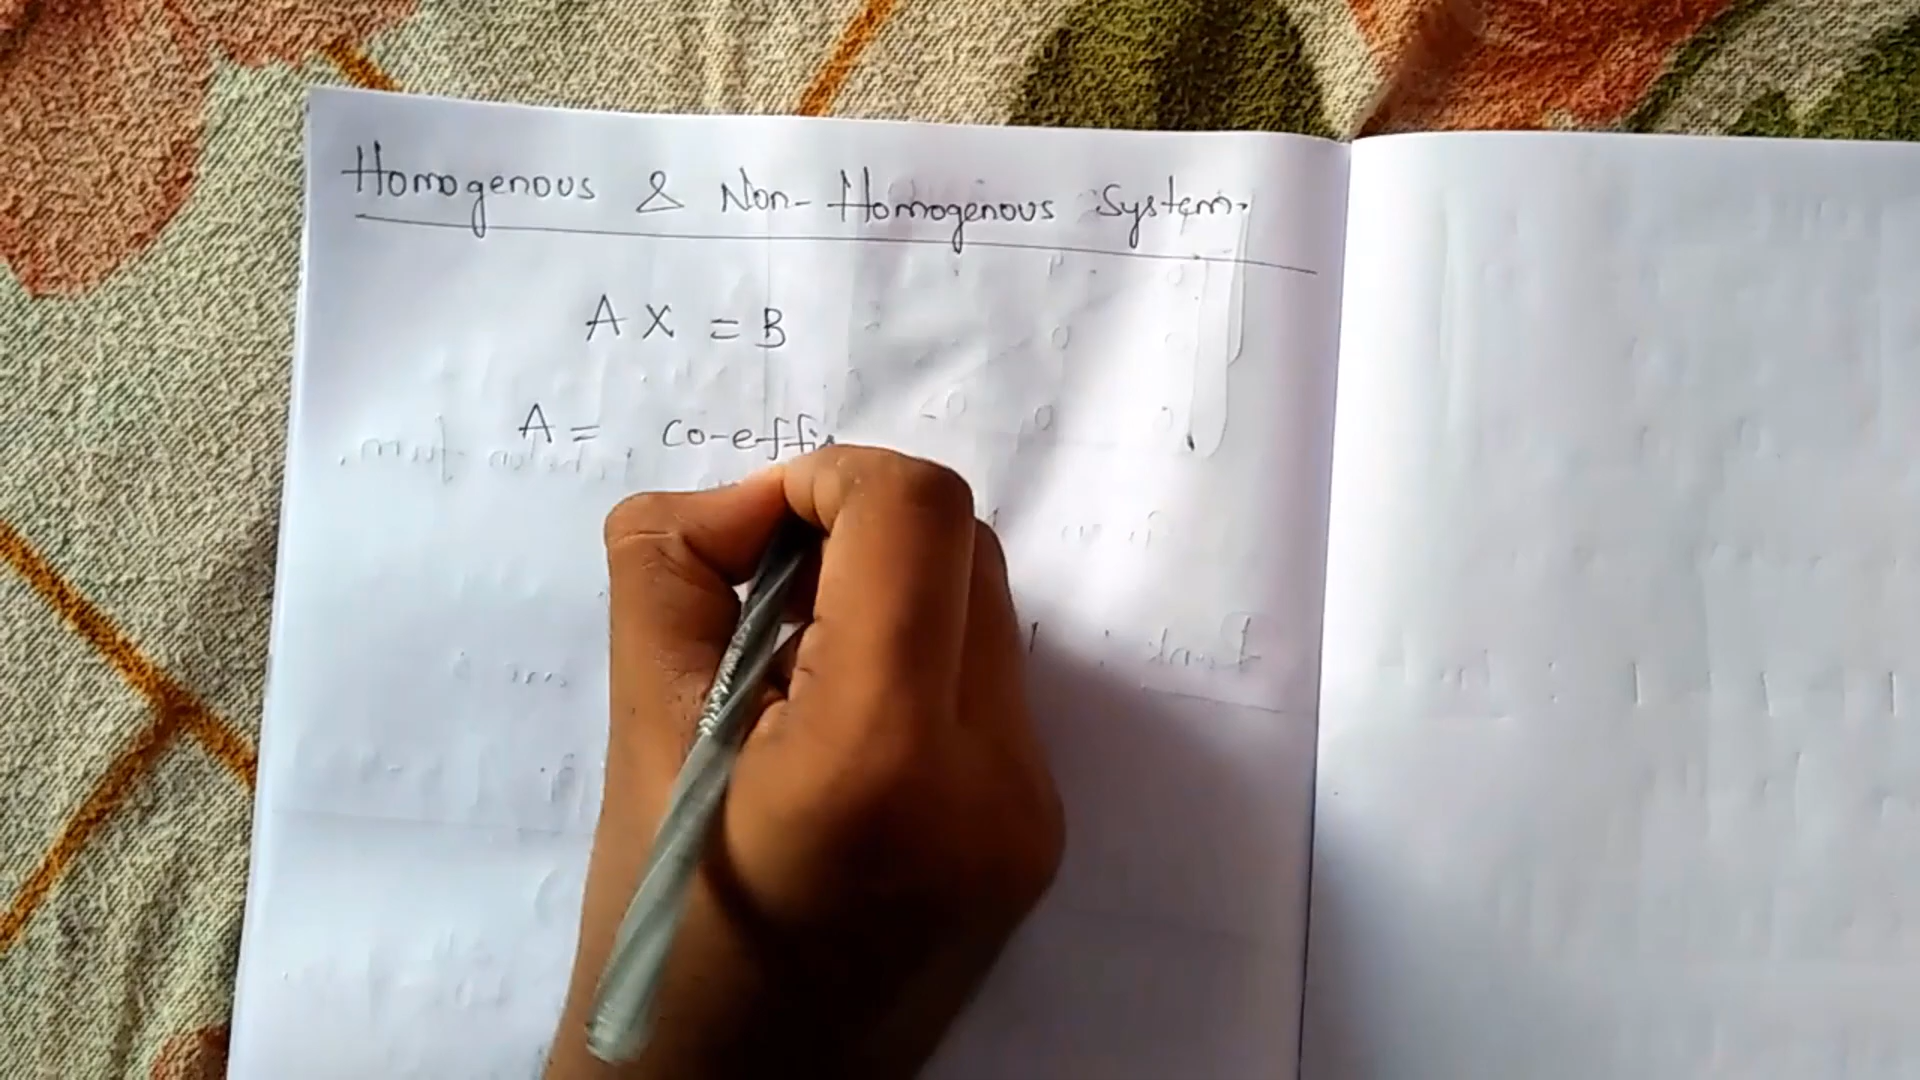 Homogenous & Non-Homogenous System.
A X = B
A = co-effi